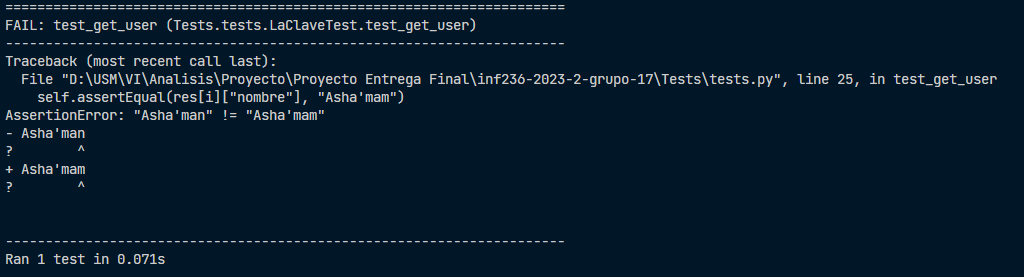 ======================================================================
FAIL: test_get_user (Tests.tests.LaClaveTest.test_get_user)
----------------------------------------------------------------------
Traceback (most recent call last):
  File "D:\USM\VI\Analisis\Proyecto\Proyecto Entrega Final\inf236-2023-2-grupo-17\Tests\tests.py", line 25, in test_get_user
    self.assertEqual(res[i]["nombre"], "Asha'mam")
AssertionError: "Asha'man" != "Asha'mam"
- Asha'man
?        ^
+ Asha'mam
?        ^
----------------------------------------------------------------------
Ran 1 test in 0.071s